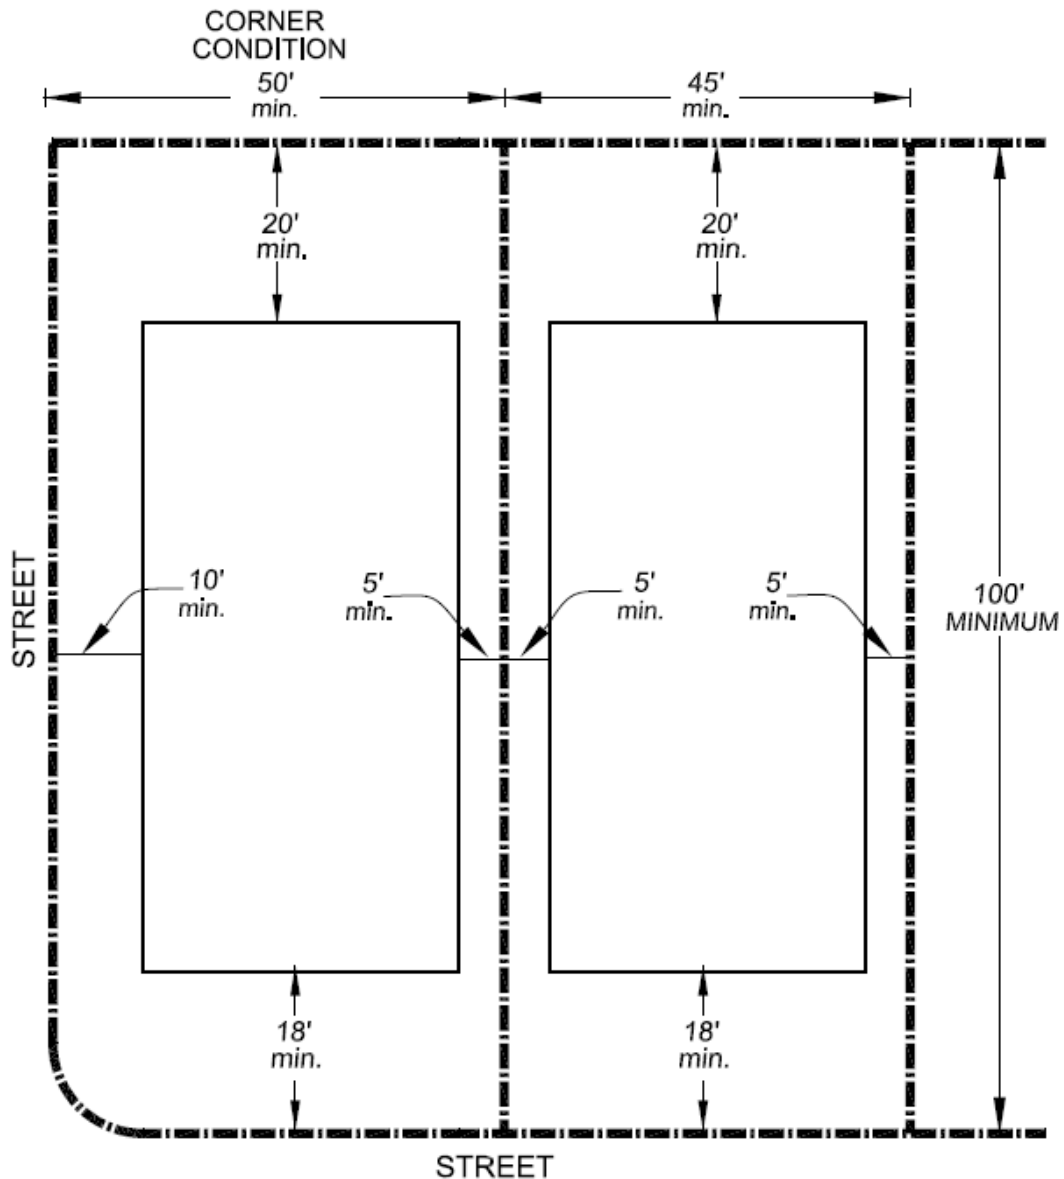 CORNER
CONDITION
50'
min.
45'
min.
20'
min.
20'
min.
STREET
10'
min.
5'
min.
5'
min.
5'
min.
100'
MINIMUM
18'
min.
18'
min.
STREET